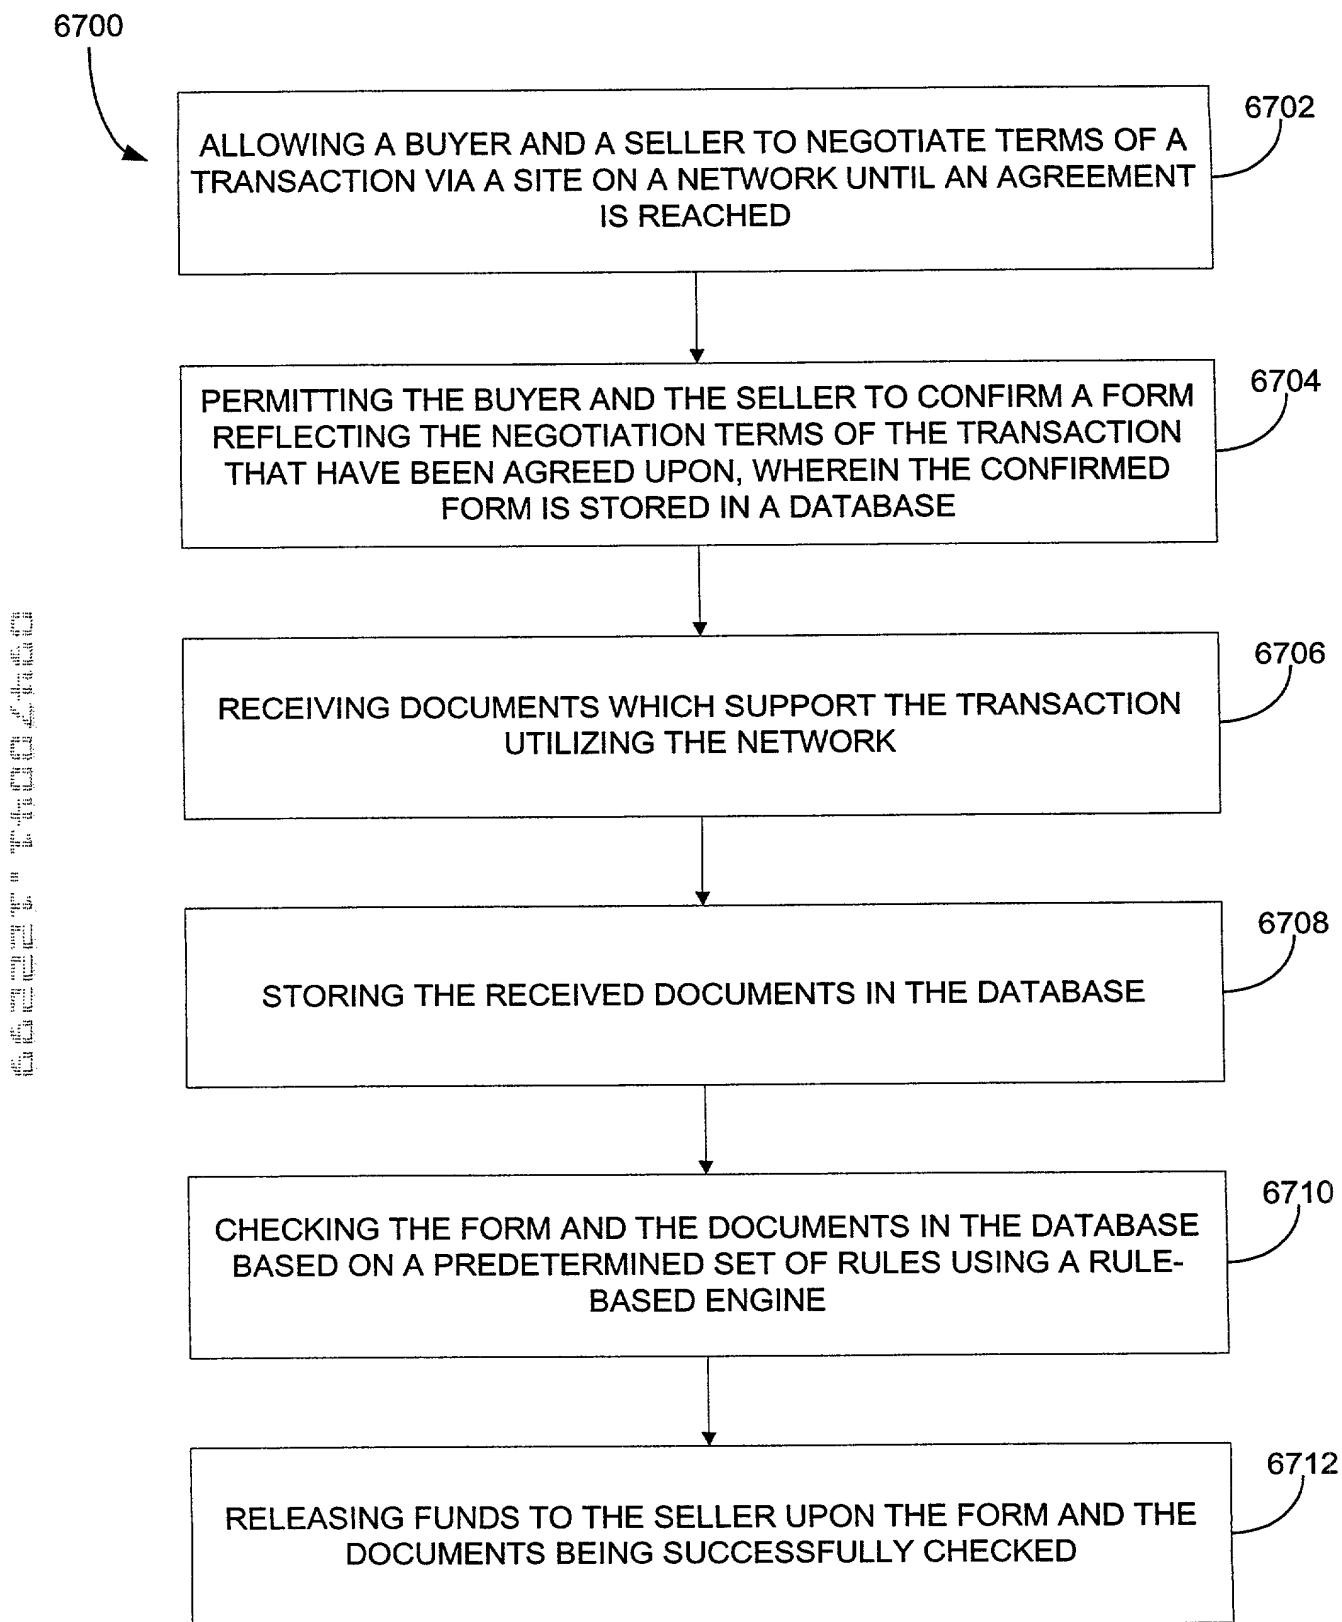 6700
6702
ALLOWING A BUYER AND A SELLER TO NEGOTIATE TERMS OF A
TRANSACTION VIA A SITE ON A NETWORK UNTIL AN AGREEMENT
IS REACHED
6704
PERMITTING THE BUYER AND THE SELLER TO CONFIRM A FORM
REFLECTING THE NEGOTIATION TERMS OF THE TRANSACTION
THAT HAVE BEEN AGREED UPON, WHEREIN THE CONFIRMED
FORM IS STORED IN A DATABASE
6706
RECEIVING DOCUMENTS WHICH SUPPORT THE TRANSACTION
UTILIZING THE NETWORK
6708
STORING THE RECEIVED DOCUMENTS IN THE DATABASE
6710
CHECKING THE FORM AND THE DOCUMENTS IN THE DATABASE
BASED ON A PREDETERMINED SET OF RULES USING A RULE-
BASED ENGINE
6712
RELEASING FUNDS TO THE SELLER UPON THE FORM AND THE
DOCUMENTS BEING SUCCESSFULLY CHECKED